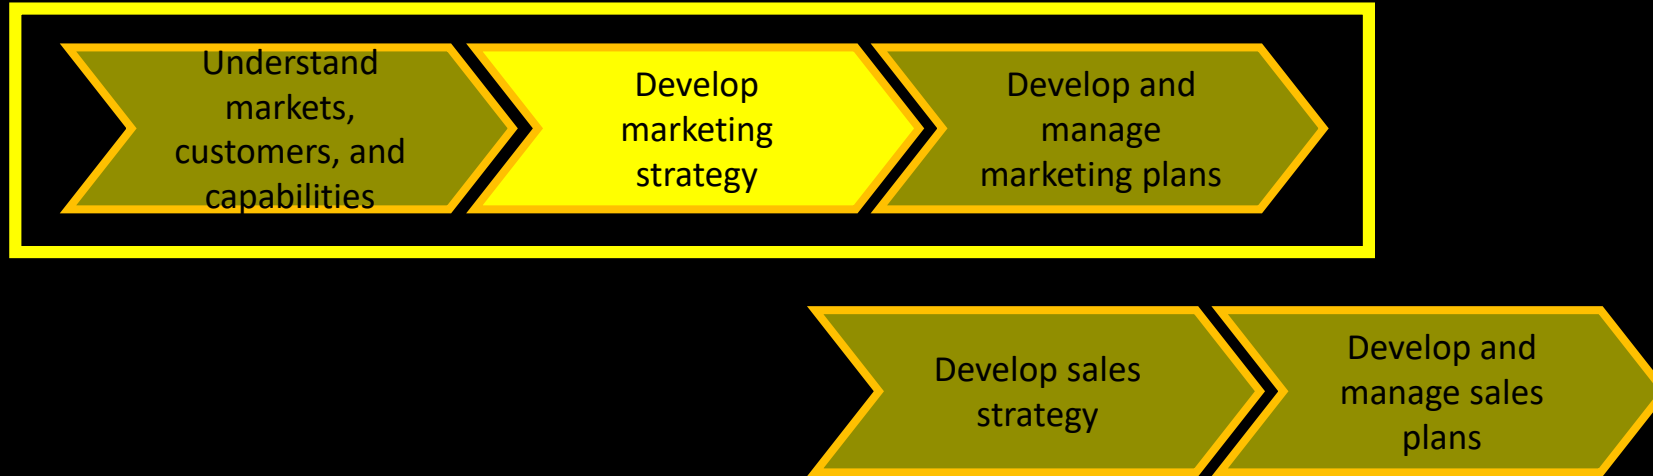 Understand
markets,
customers, and
capabilities
Develop
marketing
strategy
Develop and
manage
marketing plans
Develop sales
strategy
Develop and
manage sales
plans